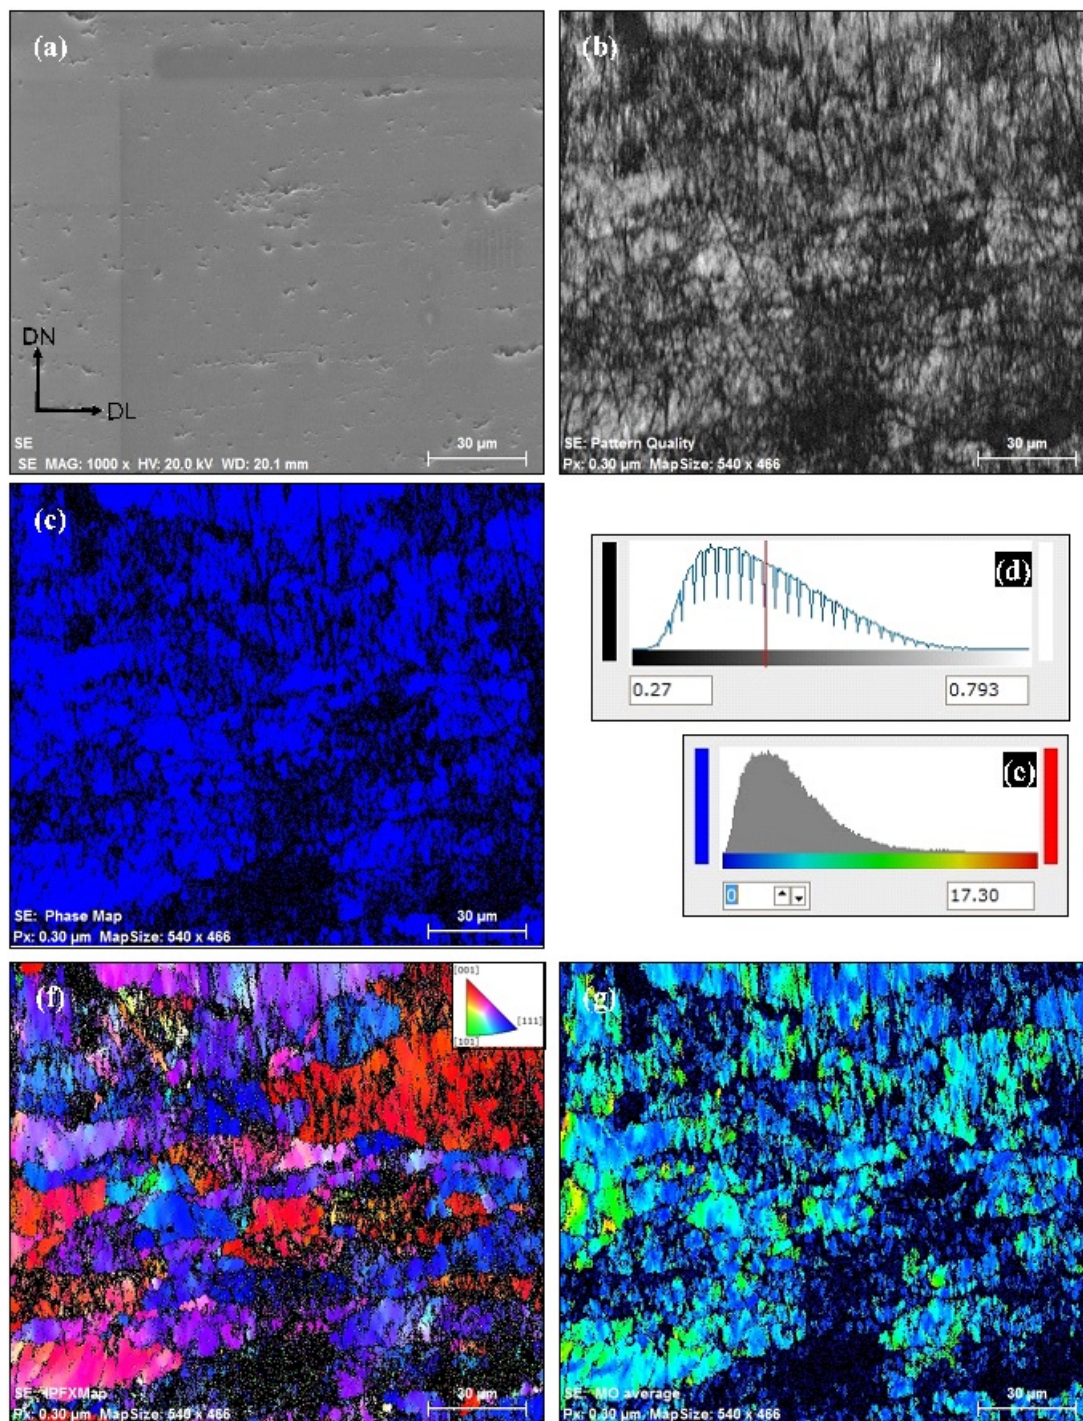 (a)
DN
DL
SE
SE MAG: 1000 x HV: 20.0 kV WD: 20.1 mm
30 µm
(b)
SE: Pattern Quality
Px: 0.30 µm MapSize: 540 x 466
30 µm
(c)
SE: Phase Map
Px: 0.30 µm MapSize: 540 x 466
30 µm
(d)
0.27
0.793
(e)
0
17.30
(f)
[001]
[111]
[101]
SE: IPFXMap
Px: 0.30 µm MapSize: 540 x 466
30 µm
(g)
SE: MO average
Px: 0.30 µm MapSize: 540 x 466
30 µm